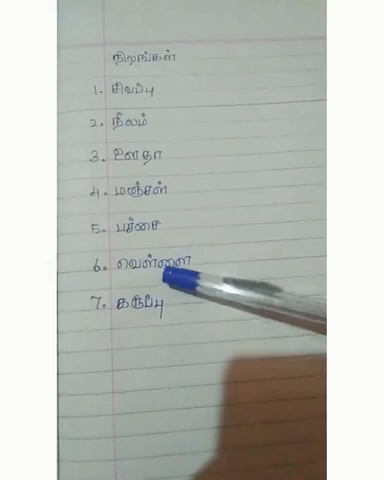 நிறங்கள்
1. சிவப்பு
2. நீலம்
3. ஊதா
4. மஞ்சள்
5. பச்சை
6. வெள்ளை
7. கருப்பு